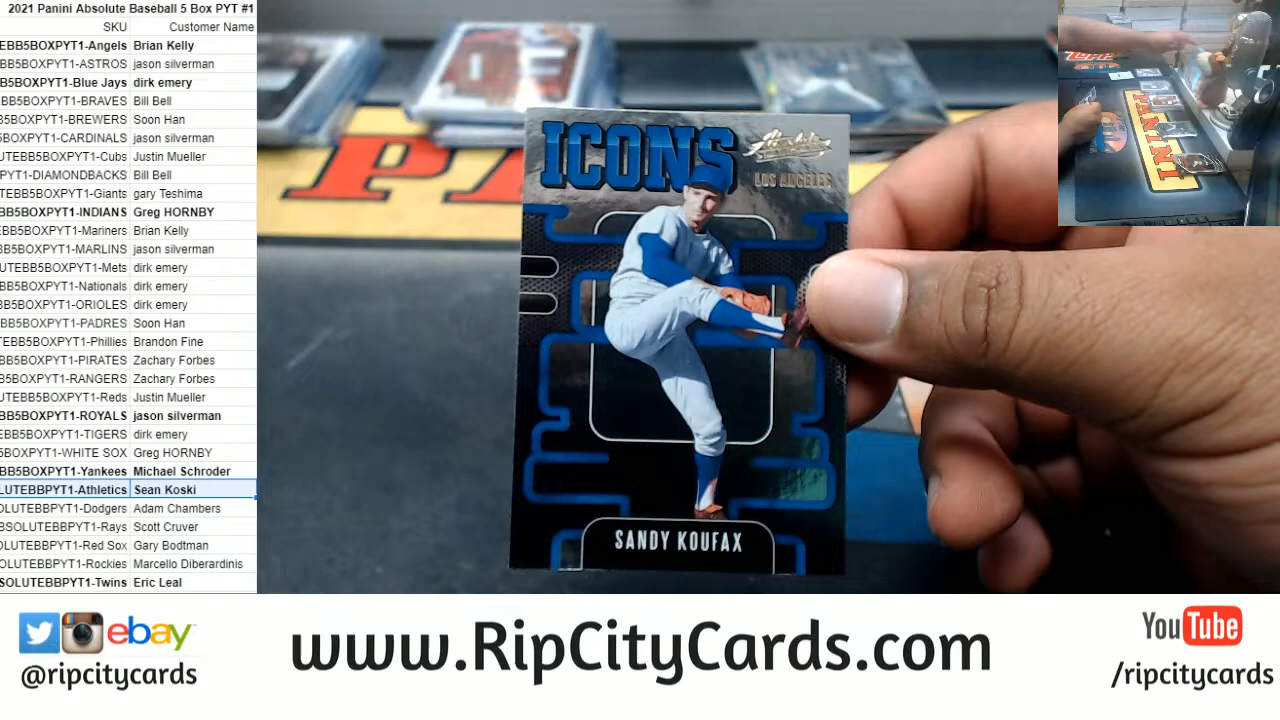 2021 Panini Absolute Baseball 5 Box PYT #1
SKU Customer Name
EBB5BOXPYT1-Angels Brian Kelly
EBB5BOXPYT1-ASTROS jason silverman
B5BOXPYT1-Blue Jays dirk emery
BB5BOXPYT1-BRAVES Bill Bell
B5BOXPYT1-BREWERS Soon Han
5BOXPYT1-CARDINALS jason silverman
UTEBB5BOXPYT1-Cubs Justin Mueller
PYT1-DIAMONDBACKS Bill Bell
TEBB5BOXPYT1-Giants gary Teshima
BB5BOXPYT1-INDIANS Greg HORNBY
EBB5BOXPYT1-Mariners Brian Kelly
BB5BOXPYT1-MARLINS jason silverman
UTEBB5BOXPYT1-Mets dirk emery
BB5BOXPYT1-Nationals dirk emery
BB5BOXPYT1-ORIOLES dirk emery
BB5BOXPYT1-PADRES Soon Han
TEBB5BOXPYT1-Phillies Brandon Fine
BB5BOXPYT1-PIRATES Zachary Forbes
B5BOXPYT1-RANGERS Zachary Forbes
UTEBB5BOXPYT1-Reds Justin Mueller
BB5BOXPYT1-ROYALS jason silverman
EBB5BOXPYT1-TIGERS dirk emery
5BOXPYT1-WHITE SOX Greg HORNBY
BB5BOXPYT1-Yankees Michael Schroder
LUTEBBPYT1-Athletics Sean Koski
OLUTEBBPYT1-Dodgers Adam Chambers
BSOLUTEBBPYT1-Rays Scott Cruver
OLUTEBBPYT1-Red Sox Gary Bodtman
OLUTEBBPYT1-Rockies Marcello Diberardinis
SOLUTEBBPYT1-Twins Eric Leal
ICONS
Absolute
LOS ANGELES
SANDY KOUFAX
PANINI
ebay
@ripcitycards
www.RipCityCards.com
YouTube
/ripcitycards